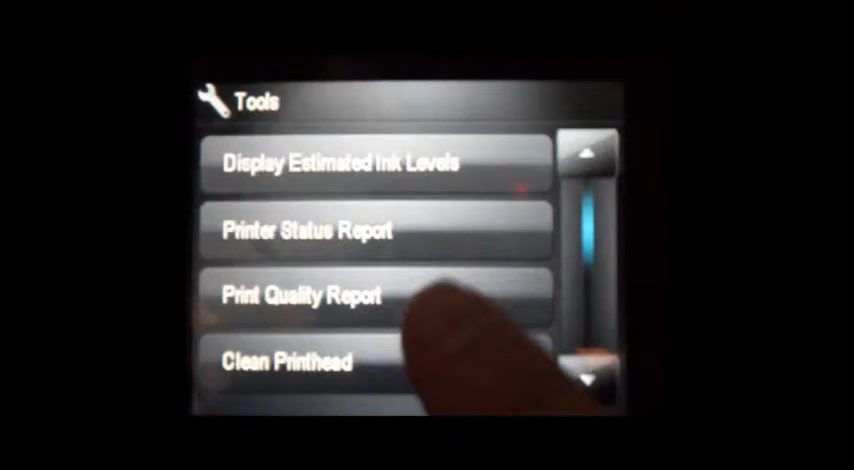 Tools
Display Estimated Ink Levels
Printer Status Report
Print Quality Report
Clean Printhead